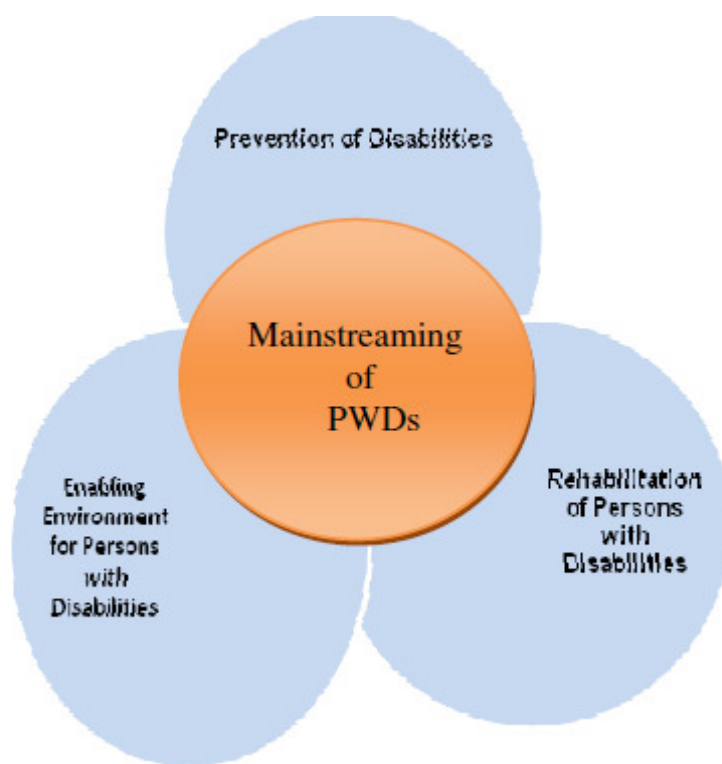 Prevention of Disabilities
Mainstreaming
of
PWDs
Enabling
Environment
for Persons
with
Disabilities
Rehabilitation
of Persons
with
Disabilities